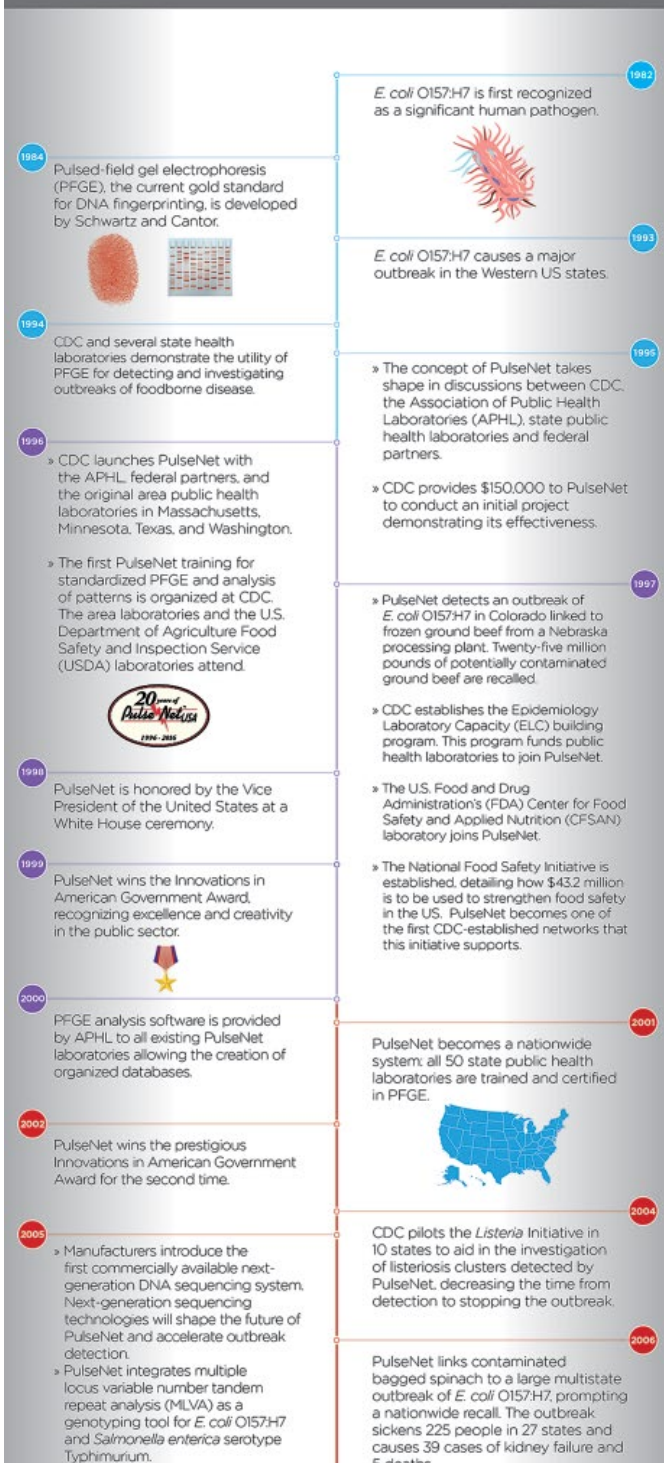 1982
E. coli O157:H7 is first recognized
as a significant human pathogen.
1984
Pulsed-field gel electrophoresis
(PFGE), the current gold standard
for DNA fingerprinting, is developed
by Schwartz and Cantor.
1993
E. coli O157:H7 causes a major
outbreak in the Western US states.
1994
CDC and several state health
laboratories demonstrate the utility of
PFGE for detecting and investigating
outbreaks of foodborne disease.
1995
» The concept of PulseNet takes
shape in discussions between CDC,
the Association of Public Health
Laboratories (APHL), state public
health laboratories and federal
partners.
» CDC provides $150,000 to PulseNet
to conduct an initial project
demonstrating its effectiveness.
1996
» CDC launches PulseNet with
the APHL, federal partners, and
the original area public health
laboratories in Massachusetts,
Minnesota, Texas, and Washington.
» The first PulseNet training for
standardized PFGE and analysis
of patterns is organized at CDC.
The area laboratories and the U.S.
Department of Agriculture Food
Safety and Inspection Service
(USDA) laboratories attend.
20 years of
PulseNet USA
1996 - 2016
1997
» PulseNet detects an outbreak of
E. coli O157:H7 in Colorado linked to
frozen ground beef from a Nebraska
processing plant. Twenty-five million
pounds of potentially contaminated
ground beef are recalled.
» CDC establishes the Epidemiology
Laboratory Capacity (ELC) building
program. This program funds public
health laboratories to join PulseNet.
» The U.S. Food and Drug
Administration's (FDA) Center for Food
Safety and Applied Nutrition (CFSAN)
laboratory joins PulseNet.
» The National Food Safety Initiative is
established, detailing how $43.2 million
is to be used to strengthen food safety
in the US. PulseNet becomes one of
the first CDC-established networks that
this initiative supports.
1998
PulseNet is honored by the Vice
President of the United States at a
White House ceremony.
1999
PulseNet wins the Innovations in
American Government Award,
recognizing excellence and creativity
in the public sector.
2000
PFGE analysis software is provided
by APHL to all existing PulseNet
laboratories allowing the creation of
organized databases.
2001
PulseNet becomes a nationwide
system: all 50 state public health
laboratories are trained and certified
in PFGE.
2002
PulseNet wins the prestigious
Innovations in American Government
Award for the second time.
2004
CDC pilots the Listeria Initiative in
10 states to aid in the investigation
of listeriosis clusters detected by
PulseNet, decreasing the time from
detection to stopping the outbreak.
2005
» Manufacturers introduce the
first commercially available next-
generation DNA sequencing system.
Next-generation sequencing
technologies will shape the future of
PulseNet and accelerate outbreak
detection.
» PulseNet integrates multiple
locus variable number tandem
repeat analysis (MLVA) as a
genotyping tool for E. coli O157:H7
and Salmonella enterica serotype
Typhimurium.
2006
PulseNet links contaminated
bagged spinach to a large multistate
outbreak of E. coli O157:H7, prompting
a nationwide recall. The outbreak
sickens 225 people in 27 states and
causes 39 cases of kidney failure and
5 deaths